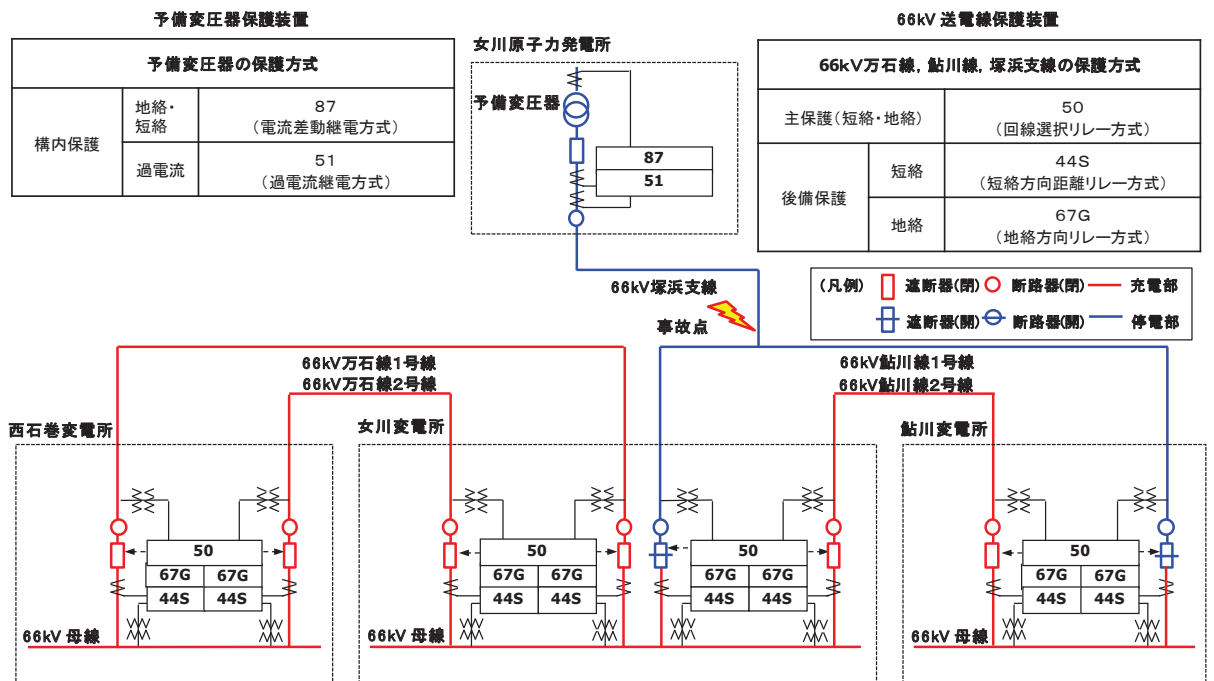 予備変圧器保護装置
予備変圧器の保護方式
構内保護
地絡・
短絡
87
(電流差動継電方式)
過電流
51
(過電流継電方式)
女川原子力発電所
予備変圧器
87
51
66kV 送電線保護装置
66kV万石線,鮎川線,塚浜支線の保護方式
主保護(短絡・地絡)
50
(回線選択リレー方式)
後備保護
短絡
44S
(短絡方向距離リレー方式)
地絡
67G
(地絡方向リレー方式)
(凡例) 遮断器(閉) 断路器(閉) 充電部
遮断器(開) 断路器(開) 停電部
66kV塚浜支線
事故点
66kV万石線1号線
66kV万石線2号線
66kV鮎川線1号線
66kV鮎川線2号線
西石巻変電所
50
67G 67G
44S 44S
66kV 母線
女川変電所
50
67G 67G
44S 44S
50
67G 67G
44S 44S
66kV 母線
鮎川変電所
50
67G 67G
44S 44S
66kV 母線